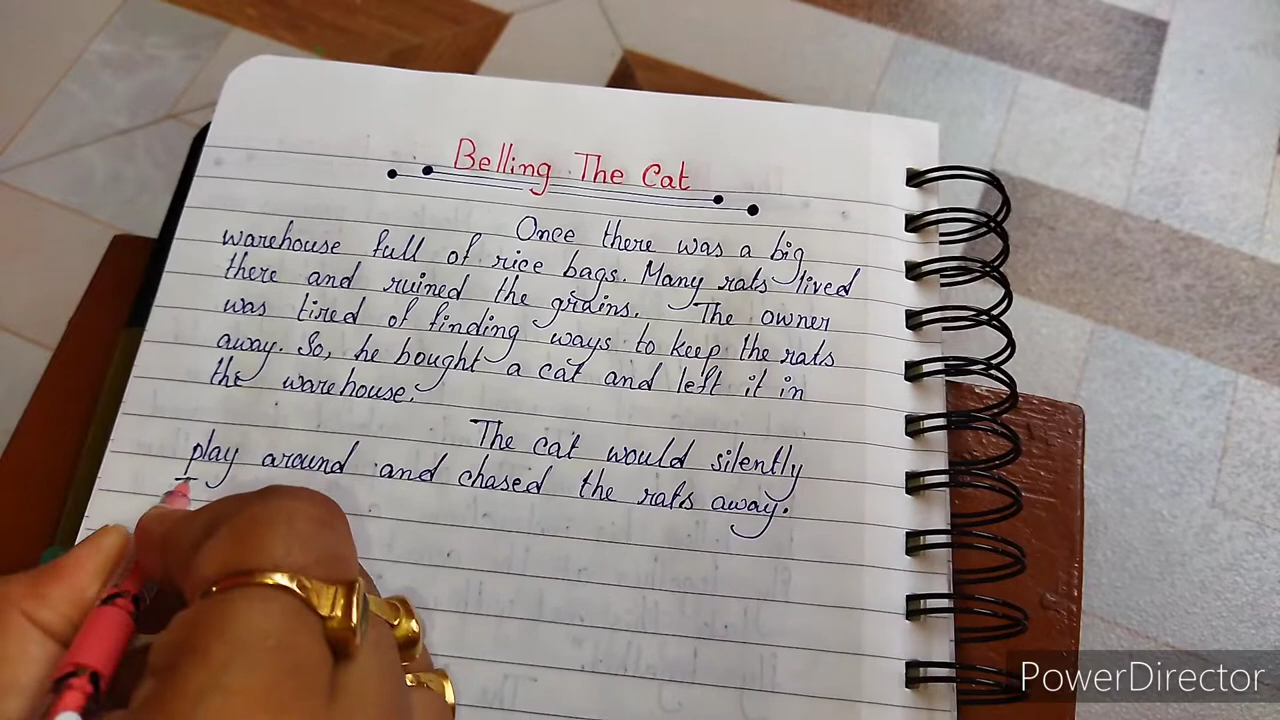 Belling The Cat
Once there was a big
warehouse full of rice bags. Many rats lived
there and ruined the grains. The owner
was tired of finding ways to keep the rats
away. So, he bought a cat and left it in
the warehouse.
The cat would silently
play around and chased the rats away.
PowerDirector